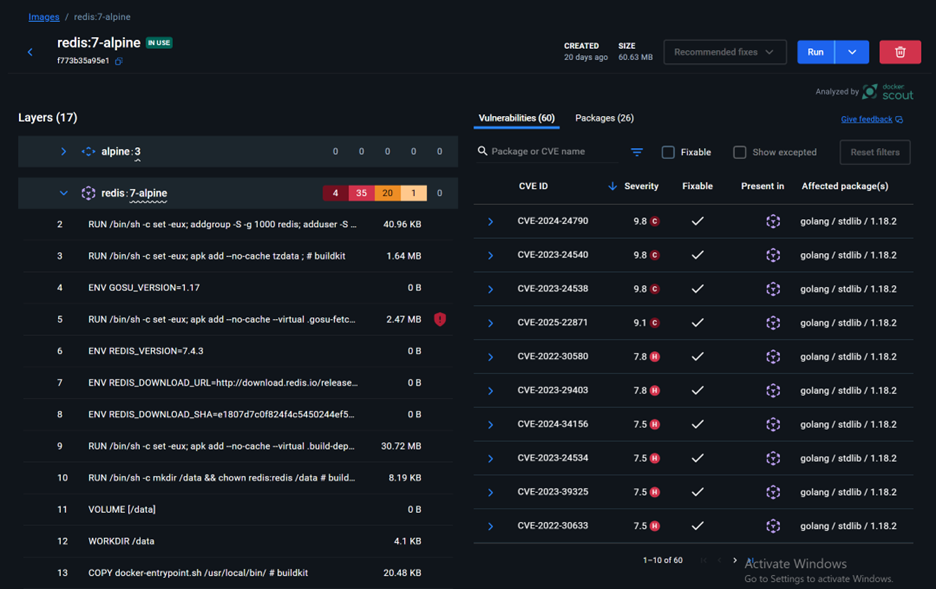 Images / redis:7-alpine
redis:7-alpine IN USE
f773b35a95e1
CREATED
20 days ago
SIZE
60.63 MB
Recommended fixes
Run
Analyzed by docker scout
Layers (17)
Vulnerabilities (60) Packages (26)
Give feedback
alpine:3 0 0 0 0 0
Package or CVE name Fixable Show excepted Reset filters
redis:7-alpine 4 35 20 1 0
2 RUN /bin/sh -c set -eux; addgroup -S -g 1000 redis; adduser -S ... 40.96 KB
3 RUN /bin/sh -c set -eux; apk add --no-cache tzdata ; # buildkit 1.64 MB
4 ENV GOSU_VERSION=1.17 0 B
5 RUN /bin/sh -c set -eux; apk add --no-cache --virtual .gosu-fetc... 2.47 MB
6 ENV REDIS_VERSION=7.4.3 0 B
7 ENV REDIS_DOWNLOAD_URL=http://download.redis.io/release... 0 B
8 ENV REDIS_DOWNLOAD_SHA=e1807d7c0f824f4c5450244ef5... 0 B
9 RUN /bin/sh -c set -eux; apk add --no-cache --virtual .build-dep... 30.72 MB
10 RUN /bin/sh -c mkdir /data && chown redis:redis /data # build... 8.19 KB
11 VOLUME [/data] 0 B
12 WORKDIR /data 4.1 KB
13 COPY docker-entrypoint.sh /usr/local/bin/ # buildkit 20.48 KB
CVE ID Severity Fixable Present in Affected package(s)
CVE-2024-24790 9.8 C golang / stdlib / 1.18.2
CVE-2023-24540 9.8 C golang / stdlib / 1.18.2
CVE-2023-24538 9.8 C golang / stdlib / 1.18.2
CVE-2025-22871 9.1 C golang / stdlib / 1.18.2
CVE-2022-30580 7.8 H golang / stdlib / 1.18.2
CVE-2023-29403 7.8 H golang / stdlib / 1.18.2
CVE-2024-34156 7.5 H golang / stdlib / 1.18.2
CVE-2023-24534 7.5 H golang / stdlib / 1.18.2
CVE-2023-39325 7.5 H golang / stdlib / 1.18.2
CVE-2022-30633 7.5 H golang / stdlib / 1.18.2
1–10 of 60
Activate Windows
Go to Settings to activate Windows.